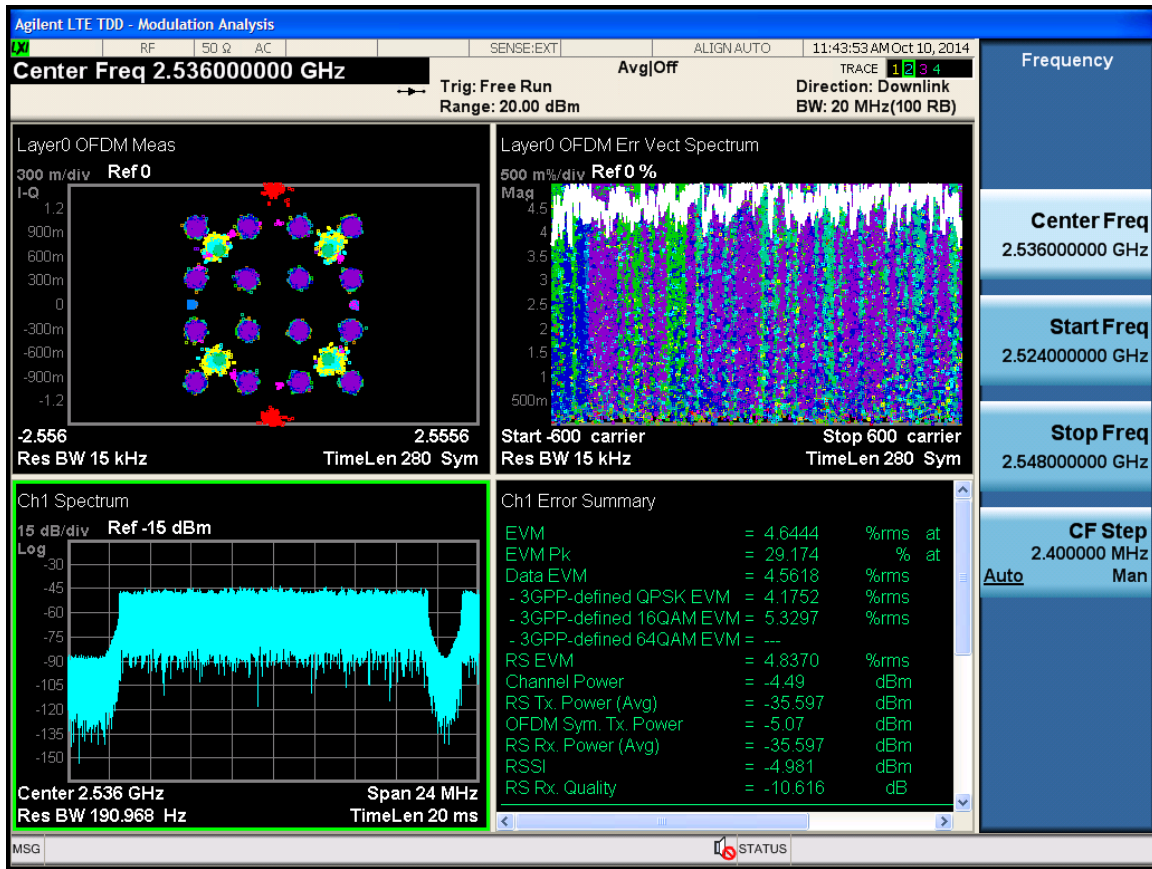 Agilent LTE TDD - Modulation Analysis
LXI RF 50 Ω AC SENSE:EXT ALIGN AUTO 11:43:53 AM Oct 10, 2014
Center Freq 2.536000000 GHz
Avg|Off
TRACE 1 2 3 4
Trig: Free Run
Direction: Downlink
Range: 20.00 dBm
BW: 20 MHz(100 RB)
Layer0 OFDM Meas
300 m/div Ref 0
I-Q
1.2
900m
600m
300m
0
-300m
-600m
-900m
-1.2
-2.556 2.5556
Res BW 15 kHz TimeLen 280 Sym
Layer0 OFDM Err Vect Spectrum
500 m%/div Ref 0 %
Mag
4.5
4
3.5
3
2.5
2
1.5
1
500m
Start -600 carrier Stop 600 carrier
Res BW 15 kHz TimeLen 280 Sym
Ch1 Spectrum
15 dB/div Ref -15 dBm
Log
-30
-45
-60
-75
-90
-105
-120
-135
-150
Center 2.536 GHz Span 24 MHz
Res BW 190.968 Hz TimeLen 20 ms
Ch1 Error Summary
EVM = 4.6444 %rms at
EVM Pk = 29.174 % at
Data EVM = 4.5618 %rms
- 3GPP-defined QPSK EVM = 4.1752 %rms
- 3GPP-defined 16QAM EVM = 5.3297 %rms
- 3GPP-defined 64QAM EVM = ---
RS EVM = 4.8370 %rms
Channel Power = -4.49 dBm
RS Tx. Power (Avg) = -35.597 dBm
OFDM Sym. Tx. Power = -5.07 dBm
RS Rx. Power (Avg) = -35.597 dBm
RSSI = -4.981 dBm
RS Rx. Quality = -10.616 dB
Frequency
Center Freq
2.536000000 GHz
Start Freq
2.524000000 GHz
Stop Freq
2.548000000 GHz
CF Step
2.400000 MHz
Auto Man
MSG STATUS